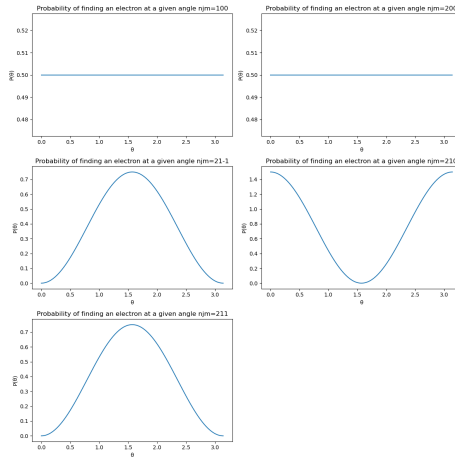 Probability of finding an electron at a given angle njm=100
0.52
0.51
0.50
0.49
0.48
P(θ)
0.0 0.5 1.0 1.5 2.0 2.5 3.0
θ
Probability of finding an electron at a given angle njm=200
0.52
0.51
0.50
0.49
0.48
P(θ)
0.0 0.5 1.0 1.5 2.0 2.5 3.0
θ
Probability of finding an electron at a given angle njm=21-1
0.7
0.6
0.5
0.4
0.3
0.2
0.1
0.0
P(θ)
0.0 0.5 1.0 1.5 2.0 2.5 3.0
θ
Probability of finding an electron at a given angle njm=210
1.4
1.2
1.0
0.8
0.6
0.4
0.2
0.0
P(θ)
0.0 0.5 1.0 1.5 2.0 2.5 3.0
θ
Probability of finding an electron at a given angle njm=211
0.7
0.6
0.5
0.4
0.3
0.2
0.1
0.0
P(θ)
0.0 0.5 1.0 1.5 2.0 2.5 3.0
θ